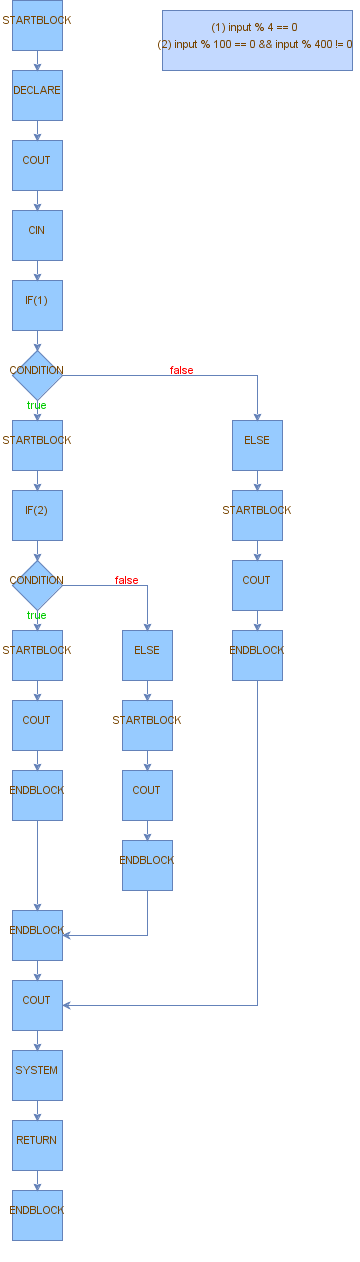 STARTBLOCK
(1) input % 4 == 0
(2) input % 100 == 0 && input % 400 != 0
DECLARE
COUT
CIN
IF(1)
CONDITION
false
true
STARTBLOCK
ELSE
IF(2)
STARTBLOCK
CONDITION
false
COUT
true
STARTBLOCK
ELSE
ENDBLOCK
COUT
STARTBLOCK
ENDBLOCK
COUT
ENDBLOCK
ENDBLOCK
COUT
SYSTEM
RETURN
ENDBLOCK